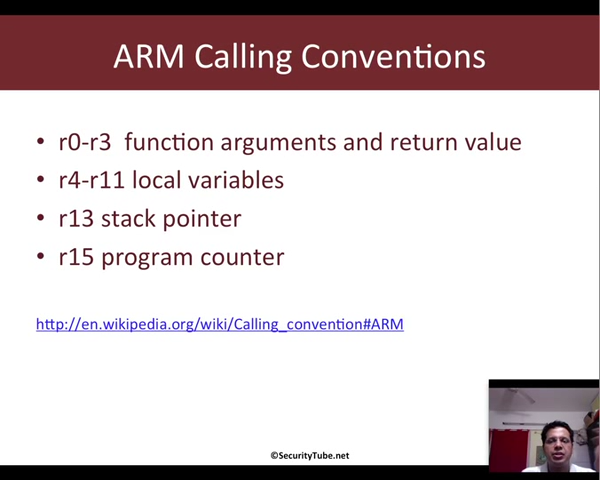 ARM Calling Conventions
• r0-r3 function arguments and return value
• r4-r11 local variables
• r13 stack pointer
• r15 program counter
http://en.wikipedia.org/wiki/Calling_convention#ARM
©SecurityTube.net